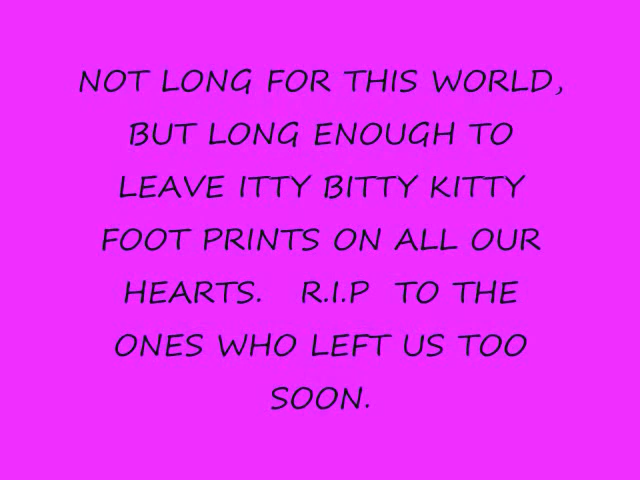 NOT LONG FOR THIS WORLD,
BUT LONG ENOUGH TO
LEAVE ITTY BITTY KITTY
FOOT PRINTS ON ALL OUR
HEARTS.   R.I.P  TO THE
ONES WHO LEFT US TOO
SOON.